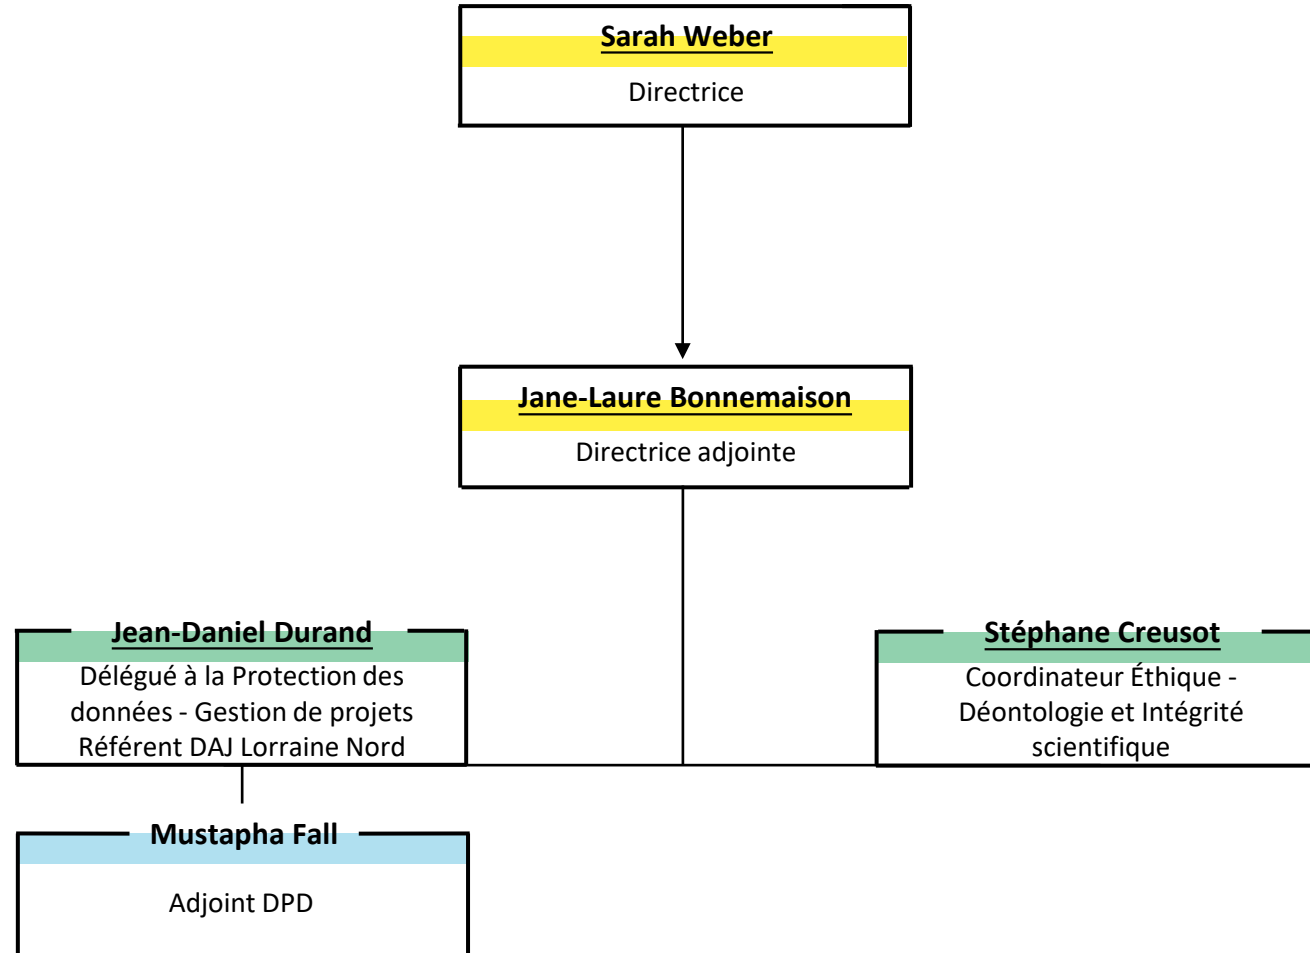 Sarah Weber
Directrice
Jane-Laure Bonnemaison
Directrice adjointe
Jean-Daniel Durand
Délégué à la Protection des
données - Gestion de projets
Référent DAJ Lorraine Nord
Stéphane Creusot
Coordinateur Éthique -
Déontologie et Intégrité
scientifique
Mustapha Fall
Adjoint DPD